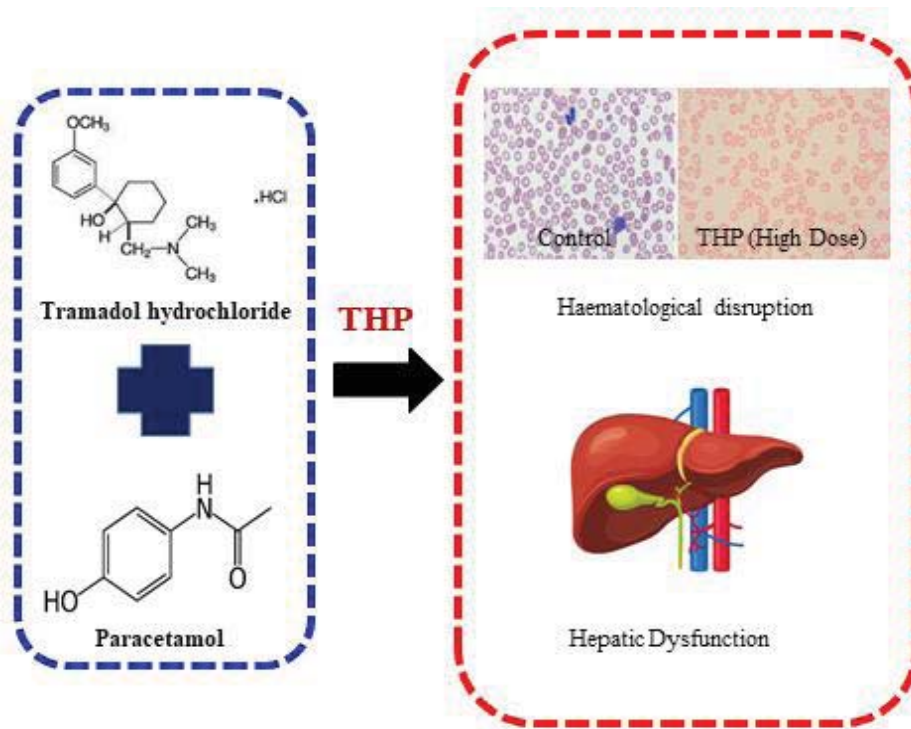 OCH3
.HCl
HO
H
CH2
N
CH3
CH3
Tramadol hydrochloride
H
N
O
HO
Paracetamol
THP
Control
THP (High Dose)
Haematological disruption
Hepatic Dysfunction